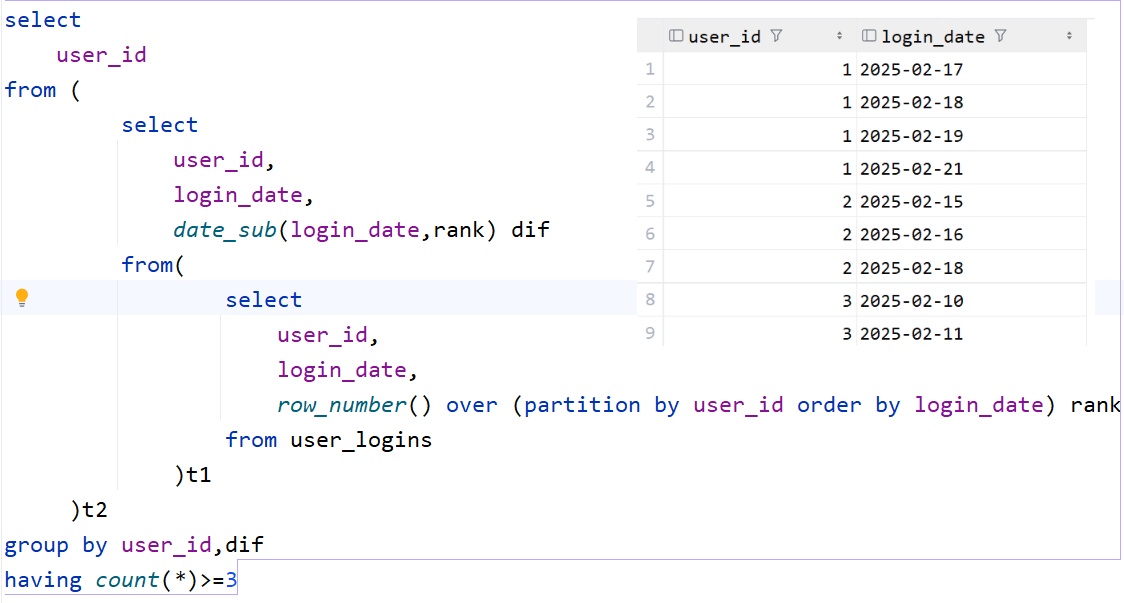 select
user_id
from (
select
user_id,
login_date,
date_sub(login_date,rank) dif
from(
select
user_id,
login_date,
row_number() over (partition by user_id order by login_date) rank
from user_logins
)t1
)t2
group by user_id,dif
having count(*)>=3
user_id login_date
1 1 2025-02-17
2 1 2025-02-18
3 1 2025-02-19
4 1 2025-02-21
5 2 2025-02-15
6 2 2025-02-16
7 2 2025-02-18
8 3 2025-02-10
9 3 2025-02-11